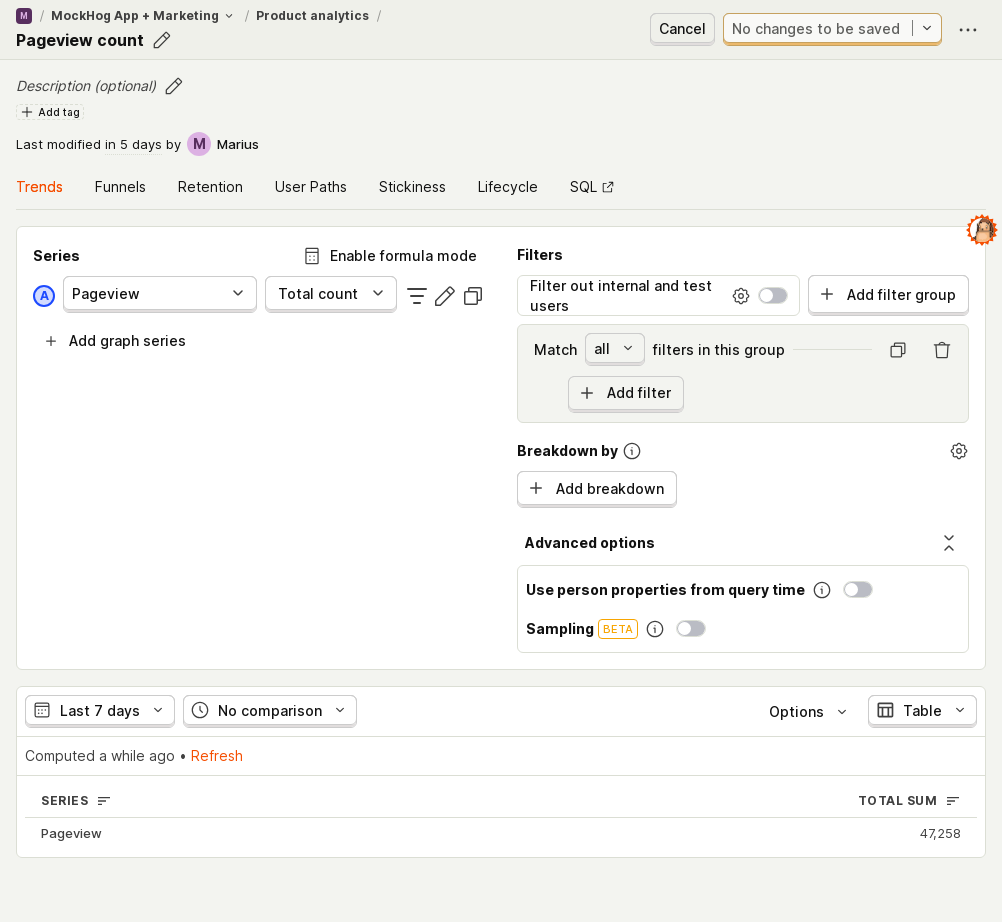 M / MockHog App + Marketing / Product analytics /
Pageview count
Cancel
No changes to be saved
Description (optional)
Add tag
Last modified in 5 days by M Marius
Trends Funnels Retention User Paths Stickiness Lifecycle SQL
Series
Enable formula mode
A Pageview Total count
Add graph series
Filters
Filter out internal and test
users
Add filter group
Match all filters in this group
Add filter
Breakdown by
Add breakdown
Advanced options
Use person properties from query time
Sampling BETA
Last 7 days No comparison Options Table
Computed a while ago • Refresh
SERIES TOTAL SUM
Pageview 47,258